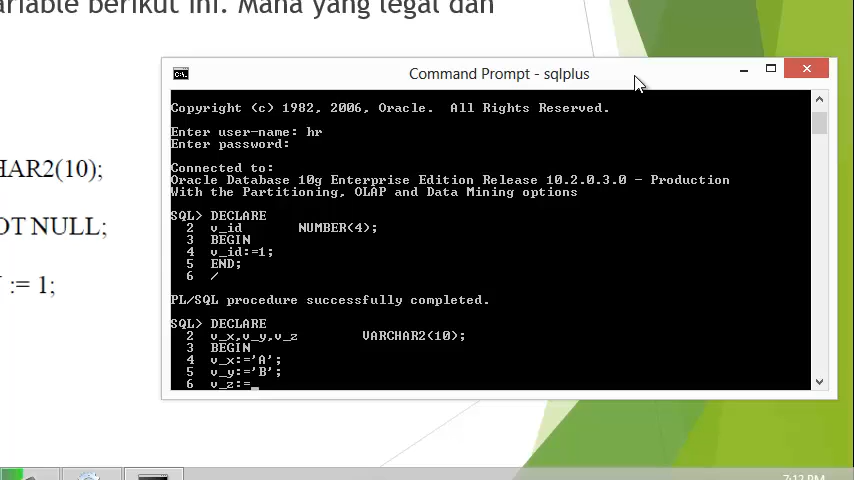 ariable berikut ini. Mana yang legal dan
HAR2(10);
OT NULL;
:= 1;
Command Prompt - sqlplus
Copyright (c) 1982, 2006, Oracle.  All Rights Reserved.
Enter user-name: hr
Enter password:
Connected to:
Oracle Database 10g Enterprise Edition Release 10.2.0.3.0 - Production
With the Partitioning, OLAP and Data Mining options
SQL> DECLARE
2 v_id NUMBER(4);
3 BEGIN
4 v_id:=1;
5 END;
6 /
PL/SQL procedure successfully completed.
SQL> DECLARE
2 v_x,v_y,v_z VARCHAR2(10);
3 BEGIN
4 v_x:='A';
5 v_y:='B';
6 v_z:=